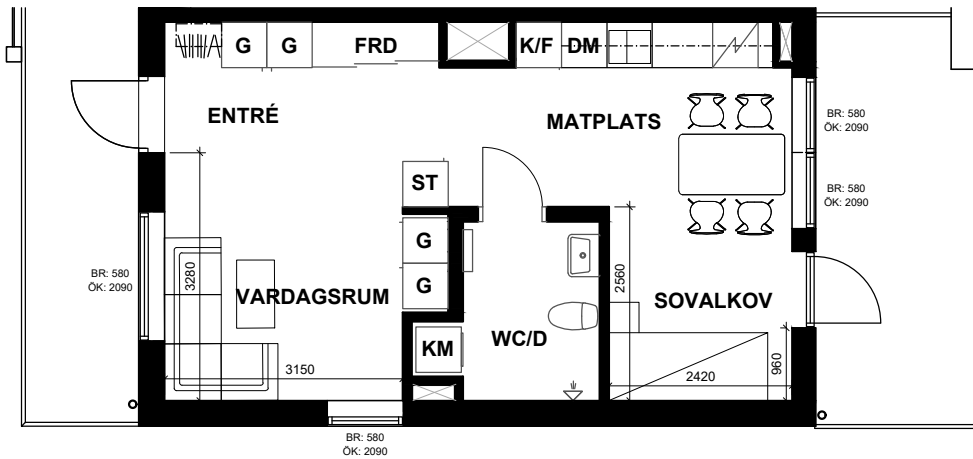 G G FRD K/F DM
ENTRÉ
MATPLATS
BR: 580
ÖK: 2090
ST
BR: 580
ÖK: 2090
G
G
BR: 580
ÖK: 2090
3280
VARDAGSRUM
2560
SOVALKOV
KM
WC/D
3150
2420
960
BR: 580
ÖK: 2090